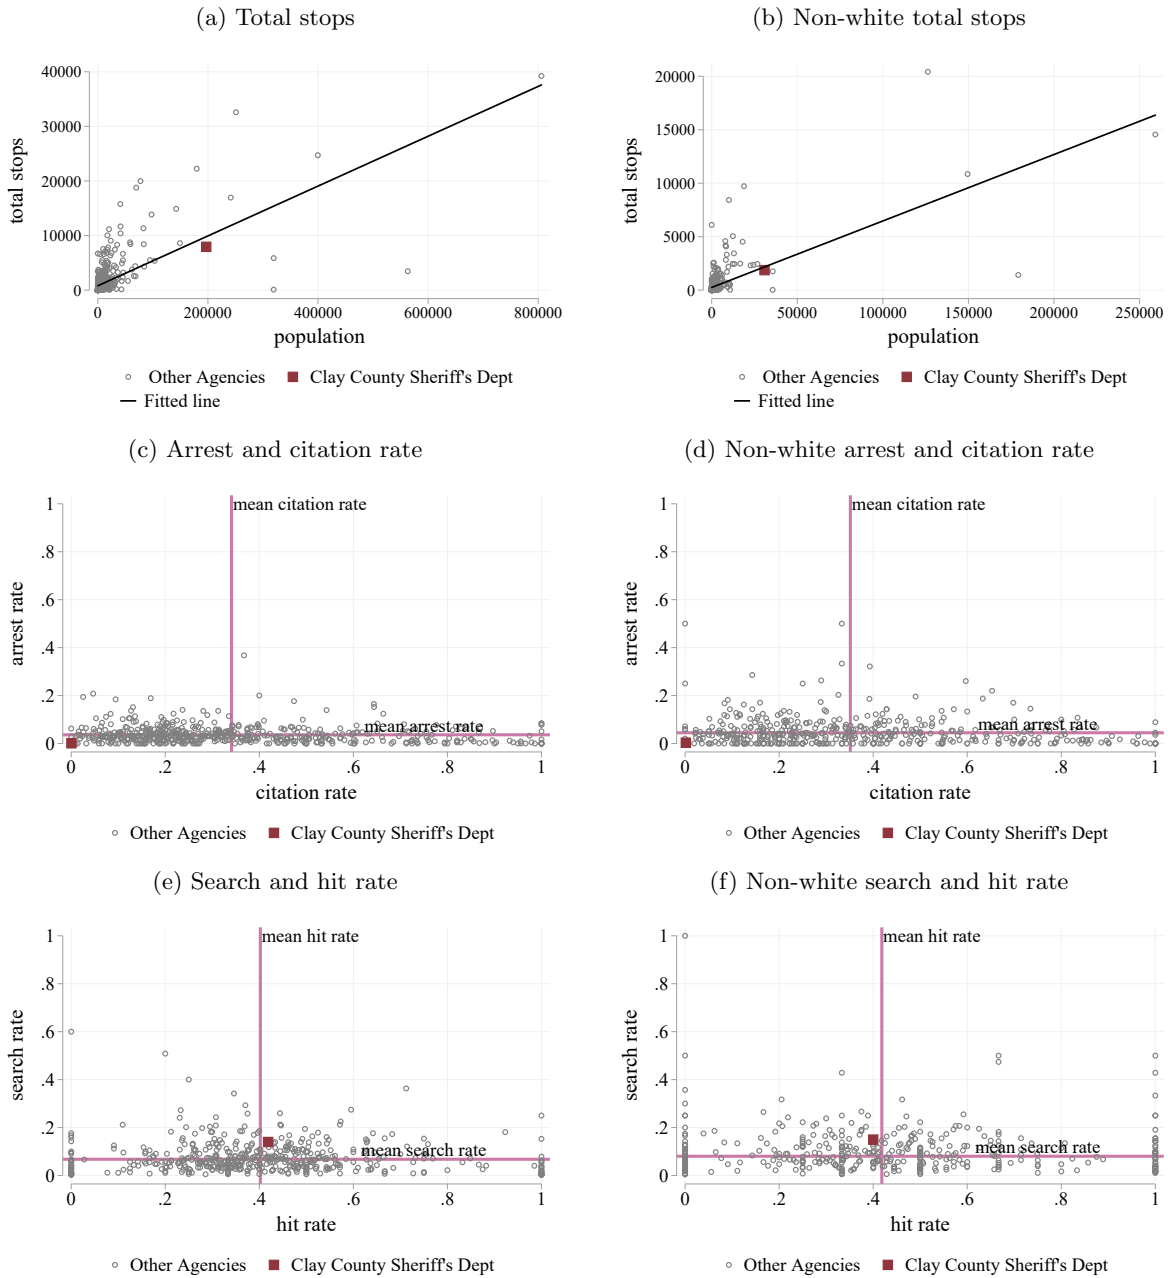 (a) Total stops
(b) Non-white total stops
total stops
40000
30000
20000
10000
0
0 200000 400000 600000 800000
population
Other Agencies Clay County Sheriff's Dept
Fitted line
total stops
20000
15000
10000
5000
0
0 50000 100000 150000 200000 250000
population
Other Agencies Clay County Sheriff's Dept
Fitted line
(c) Arrest and citation rate
(d) Non-white arrest and citation rate
arrest rate
1
.8
.6
.4
.2
0
mean citation rate
mean arrest rate
0 .2 .4 .6 .8 1
citation rate
Other Agencies Clay County Sheriff's Dept
arrest rate
1
.8
.6
.4
.2
0
mean citation rate
mean arrest rate
0 .2 .4 .6 .8 1
citation rate
Other Agencies Clay County Sheriff's Dept
(e) Search and hit rate
(f) Non-white search and hit rate
search rate
1
.8
.6
.4
.2
0
mean hit rate
mean search rate
0 .2 .4 .6 .8 1
hit rate
Other Agencies Clay County Sheriff's Dept
search rate
1
.8
.6
.4
.2
0
mean hit rate
mean search rate
0 .2 .4 .6 .8 1
hit rate
Other Agencies Clay County Sheriff's Dept